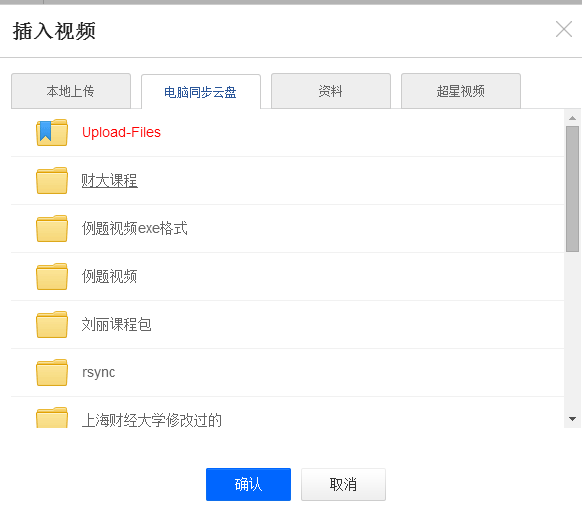 插入视频
本地上传
电脑同步云盘
资料
超星视频
Upload-Files
财大课程
例题视频exe格式
例题视频
刘丽课程包
rsync
上海财经大学修改过的
确认
取消